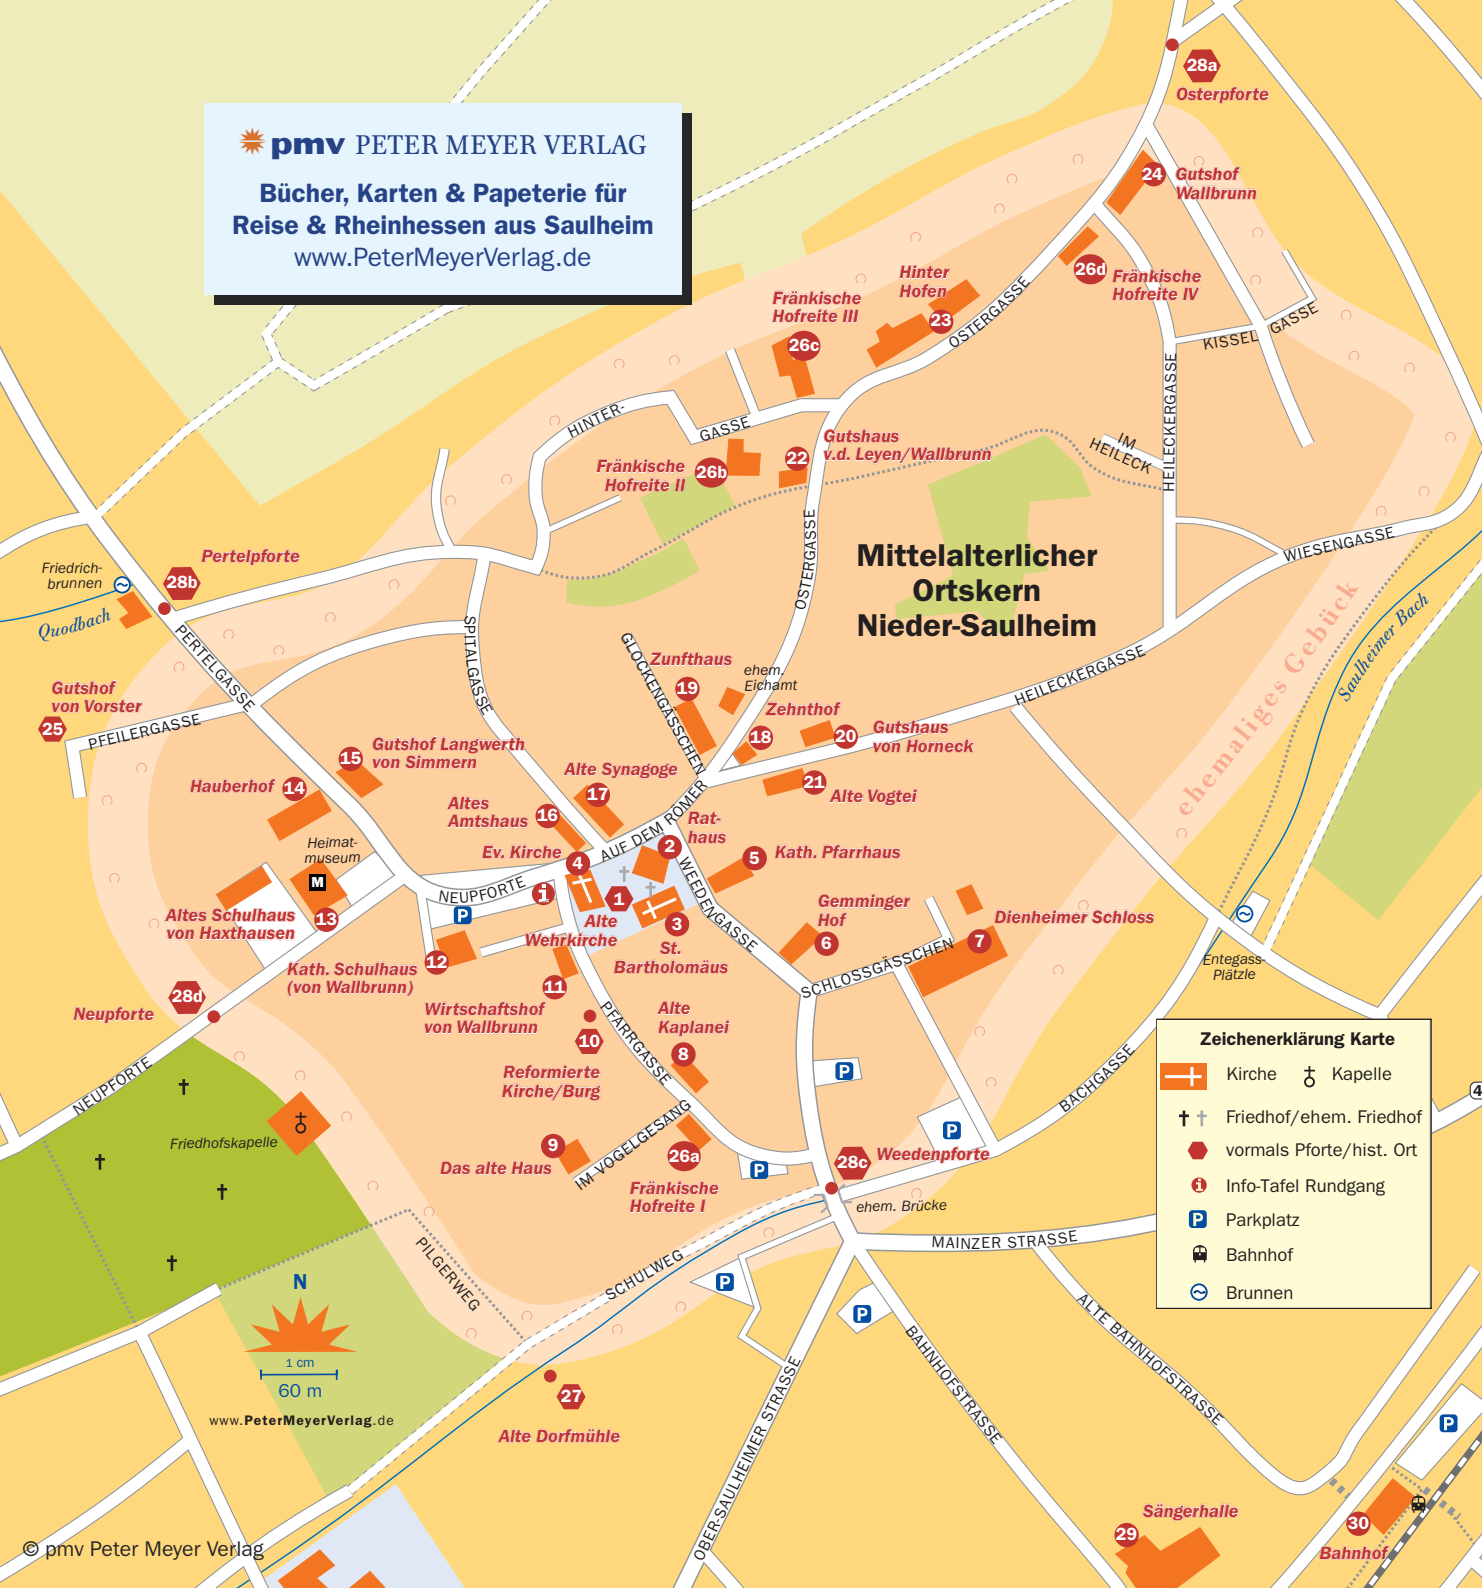 pmv PETER MEYER VERLAG
Bücher, Karten & Papeterie für
Reise & Rheinhessen aus Saulheim
www.PeterMeyerVerlag.de
28a
Osterpforte
24
Gutshof
Wallbrunn
26d
Fränkische
Hofreite IV
Hinter
Hofen
23
Fränkische
Hofreite III
26c
OSTERGASSE
KISSEL GASSE
HEILECKERGASSE
IM
HEILECK
HINTER-
GASSE
Gutshaus
v.d. Leyen/Wallbrunn
22
Fränkische
Hofreite II
26b
OSTERGASSE
WIESENGASSE
Mittelalterlicher
Ortskern
Nieder-Saulheim
ehemaliges Gebück
Saulheimer Bach
Friedrich-
brunnen
Quodbach
Pertelpforte
28b
PERTELGASSE
SPITALGASSE
GLOCKENGÄSSCHEN
Zunfthaus
19
ehem.
Eichamt
HEILECKERGASSE
Gutshof
von Vorster
25
PFEILERGASSE
Zehnthof
18
20
Gutshaus
von Horneck
15
Gutshof Langwerth
von Simmern
Hauberhof
14
Alte Synagoge
17
21
Alte Vogtei
Altes
Amtshaus
16
AUF DEM RÖMER
Rat-
haus
2
Heimat-
museum
M
13
Ev. Kirche
4
5
Kath. Pfarrhaus
WEEDENGASSE
NEUPFORTE
i
P
1
Alte
Wehrkirche
3
St.
Bartholomäus
Gemminger
Hof
6
Altes Schulhaus
von Haxthausen
Dienheimer Schloss
7
SCHLOSSGÄSSCHEN
Entegass-
Plätzle
Kath. Schulhaus
(von Wallbrunn)
12
11
Wirtschaftshof
von Wallbrunn
28d
Neupforte
NEUPFORTE
PFARRGASSE
10
Reformierte
Kirche/Burg
Alte
Kaplanei
8
P
P
BACHGASSE
Friedhofskapelle
9
Das alte Haus
IM VOGELGESANG
26a
Fränkische
Hofreite I
P
28c
Weedenpforte
ehem. Brücke
Zeichenerklärung Karte
Kirche
Kapelle
Friedhof/ehem. Friedhof
vormals Pforte/hist. Ort
i
Info-Tafel Rundgang
P
Parkplatz
Bahnhof
Brunnen
4
MAINZER STRASSE
PILGERWEG
SCHULWEG
P
P
N
1 cm
60 m
www.PeterMeyerVerlag.de
27
Alte Dorfmühle
OBER-SAULHEIMER STRASSE
BAHNHOFSTRASSE
ALTE BAHNHOFSTRASSE
P
Sängerhalle
29
30
Bahnhof
© pmv Peter Meyer Verlag